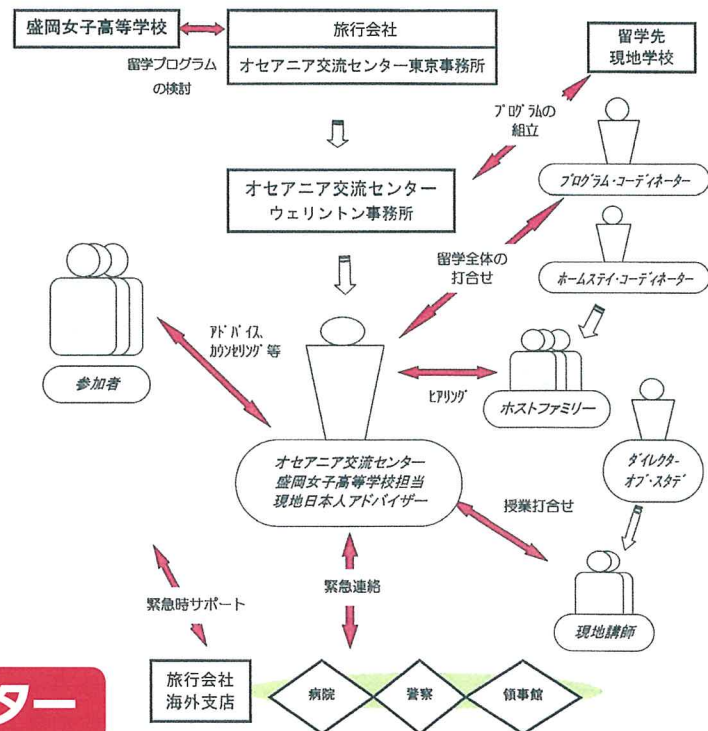 盛岡女子高等学校
旅行会社
オセアニア交流センター東京事務所
留学プログラム
の検討
留学先
現地学校
プログラムの
組立
プログラム・コーディネーター
オセアニア交流センター
ウェリントン事務所
留学全体の
打合せ
ホームステイ・コーディネーター
アドバイス、
カウンセリング等
参加者
ヒアリング
ホストファミリー
オセアニア交流センター
盛岡女子高等学校担当
現地日本人アドバイザー
ダイレクター
オブ・スタデ
授業打合せ
現地講師
緊急時サポート
緊急連絡
旅行会社
海外支店
病院
警察
領事館
ター